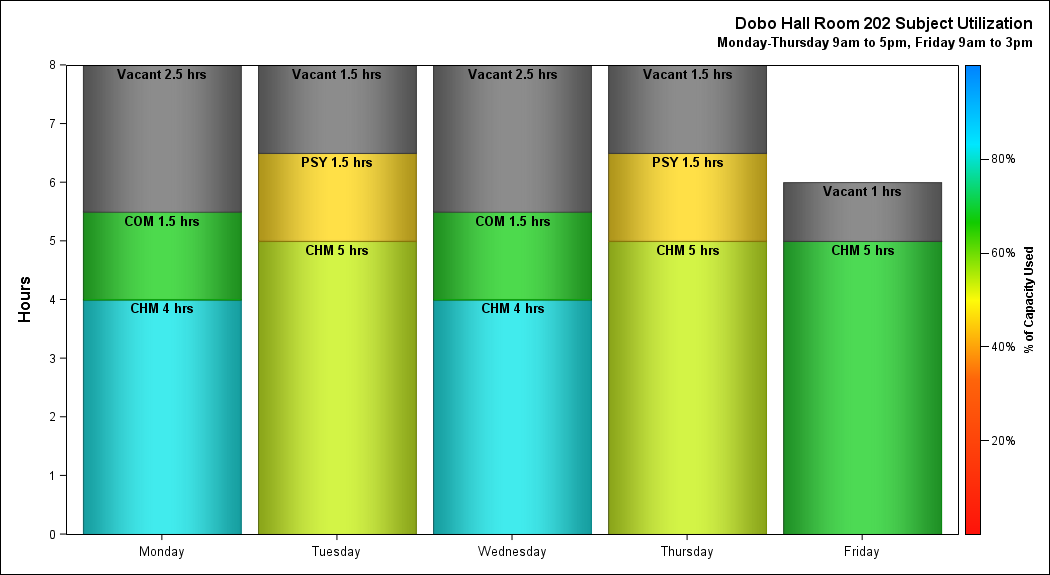 Dobo Hall Room 202 Subject Utilization
Monday-Thursday 9am to 5pm, Friday 9am to 3pm
Hours
8
7
6
5
4
3
2
1
0
Vacant 2.5 hrs
COM 1.5 hrs
CHM 4 hrs
Vacant 1.5 hrs
PSY 1.5 hrs
CHM 5 hrs
Vacant 2.5 hrs
COM 1.5 hrs
CHM 4 hrs
Vacant 1.5 hrs
PSY 1.5 hrs
CHM 5 hrs
Vacant 1 hrs
CHM 5 hrs
Monday
Tuesday
Wednesday
Thursday
Friday
80%
60%
40%
20%
% of Capacity Used